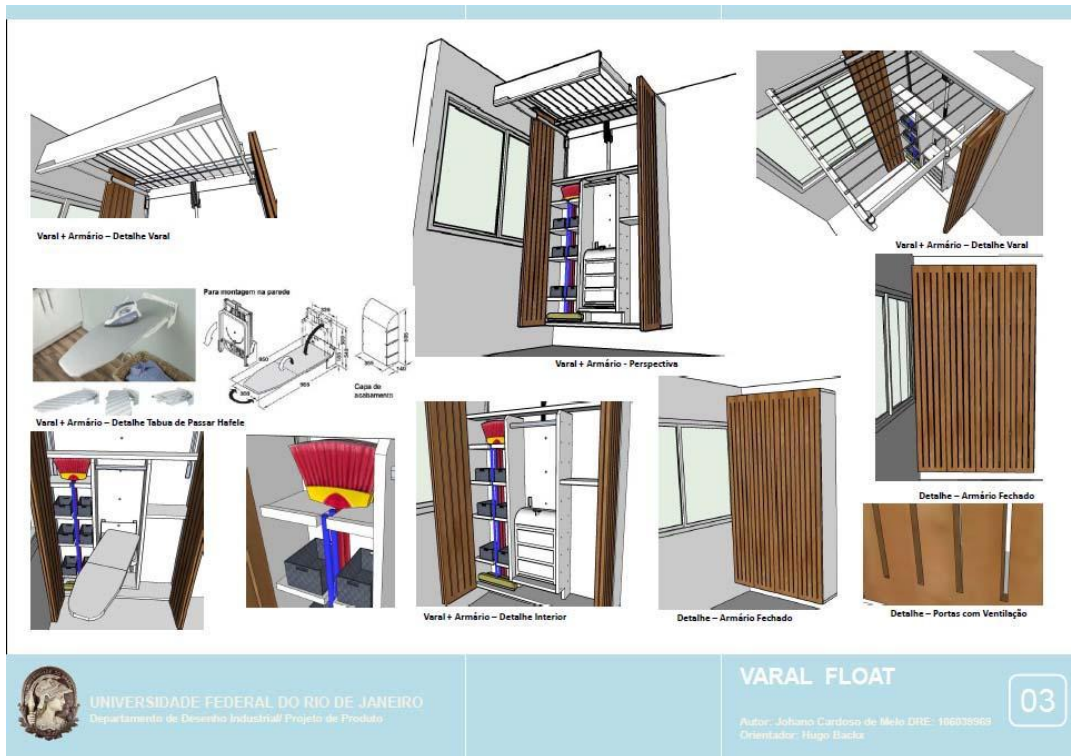 Varal + Armário – Detalhe Varal
Varal + Armário - Perspectiva
Varal + Armário – Detalhe Varal
Para montagem na parede
Capa de
acabamento
Varal + Armário – Detalhe Tabua de Passar Hafele
Detalhe – Armário Fechado
Varal + Armário – Detalhe Interior
Detalhe – Armário Fechado
Detalhe – Portas com Ventilação
UNIVERSIDADE FEDERAL DO RIO DE JANEIRO
Departamento de Desenho Industrial/ Projeto de Produto
VARAL FLOAT
Autor: Johano Cardoso de Melo DRE:
Orientador: Hugo Backx
03